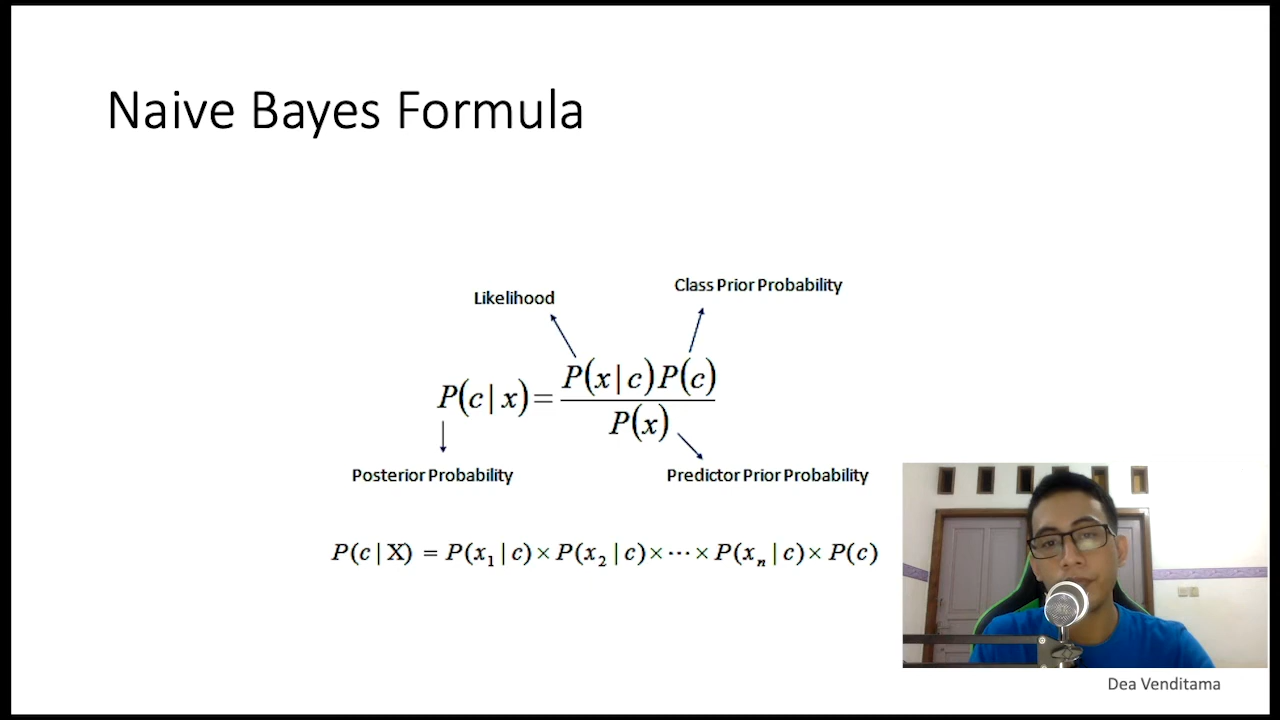 Naive Bayes Formula
Likelihood
Class Prior Probability
P(c | x) = P(x | c) P(c) / P(x)
Posterior Probability
Predictor Prior Probability
P(c | X) = P(x₁ | c) × P(x₂ | c) × ⋯ × P(xₙ | c) × P(c)
Dea Venditama